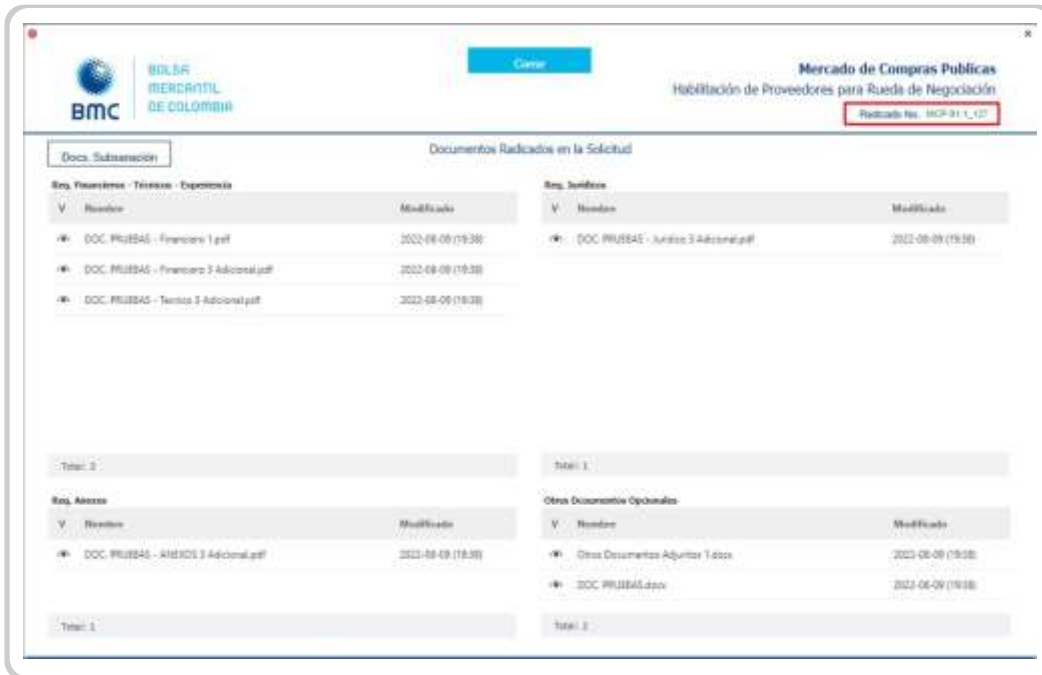 Cerrar
BOLSA
MERCANTIL
DE COLOMBIA
BMC
Mercado de Compras Publicas
Habilitación de Proveedores para Rueda de Negociación
Radicado No. MCP-91.1_127
Docs. Subsanación
Documentos Radicados en la Solicitud
Req. Financieros - Técnicos - Experiencia
V Nombre Modificado
DOC. PRUEBAS - Financiero 1.pdf 2022-08-09 (19:38)
DOC. PRUEBAS - Financiero 3 Adicional.pdf 2022-08-09 (19:38)
DOC. PRUEBAS - Tecnico 3 Adicional.pdf 2022-08-09 (19:38)
Total: 3
Req. Jurídicos
V Nombre Modificado
DOC. PRUEBAS - Juridico 3 Adicional.pdf 2022-08-09 (19:38)
Total: 1
Req. Anexos
V Nombre Modificado
DOC. PRUEBAS - ANEXOS 3 Adicional.pdf 2022-08-09 (19:38)
Total: 1
Otros Documentos Opcionales
V Nombre Modificado
Otros Documentos Adjuntos 1.docx 2022-08-09 (19:38)
DOC. PRUEBAS.docx 2022-08-09 (19:38)
Total: 2